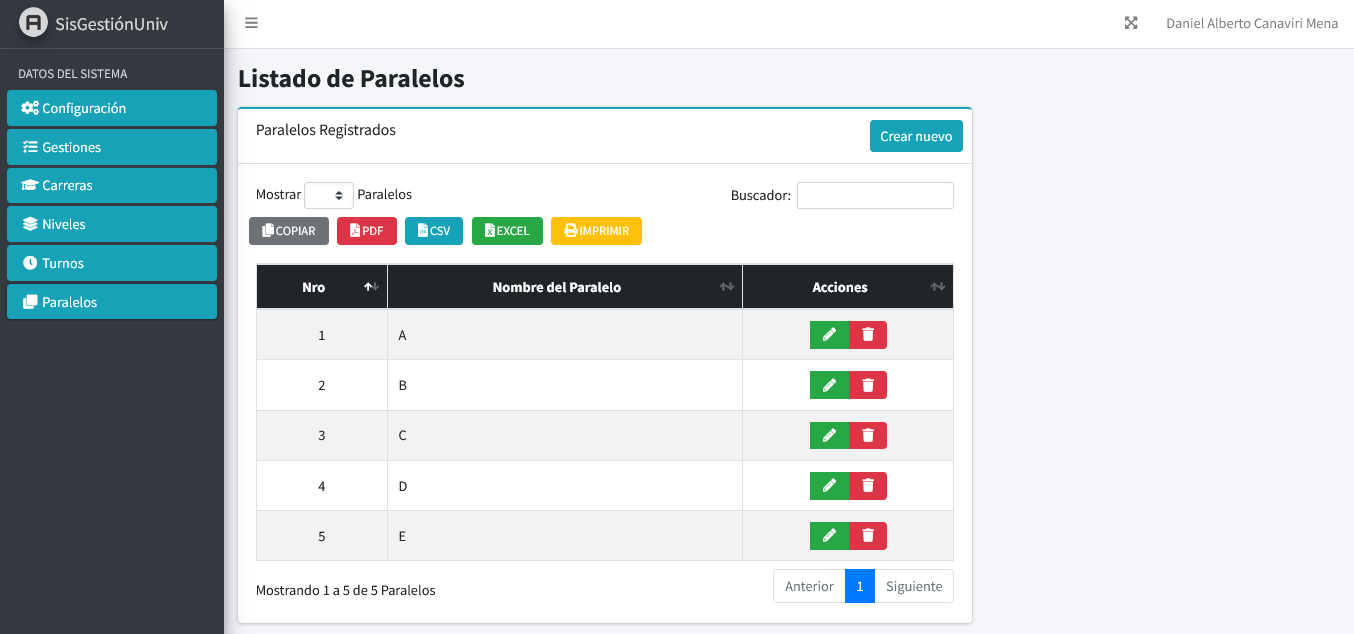 SisGestiónUniv
Daniel Alberto Canaviri Mena
DATOS DEL SISTEMA
Configuración
Gestiones
Carreras
Niveles
Turnos
Paralelos
Listado de Paralelos
Paralelos Registrados
Crear nuevo
Mostrar Paralelos
Buscador:
COPIAR PDF CSV EXCEL IMPRIMIR
Nro Nombre del Paralelo Acciones
1 A
2 B
3 C
4 D
5 E
Mostrando 1 a 5 de 5 Paralelos
Anterior 1 Siguiente